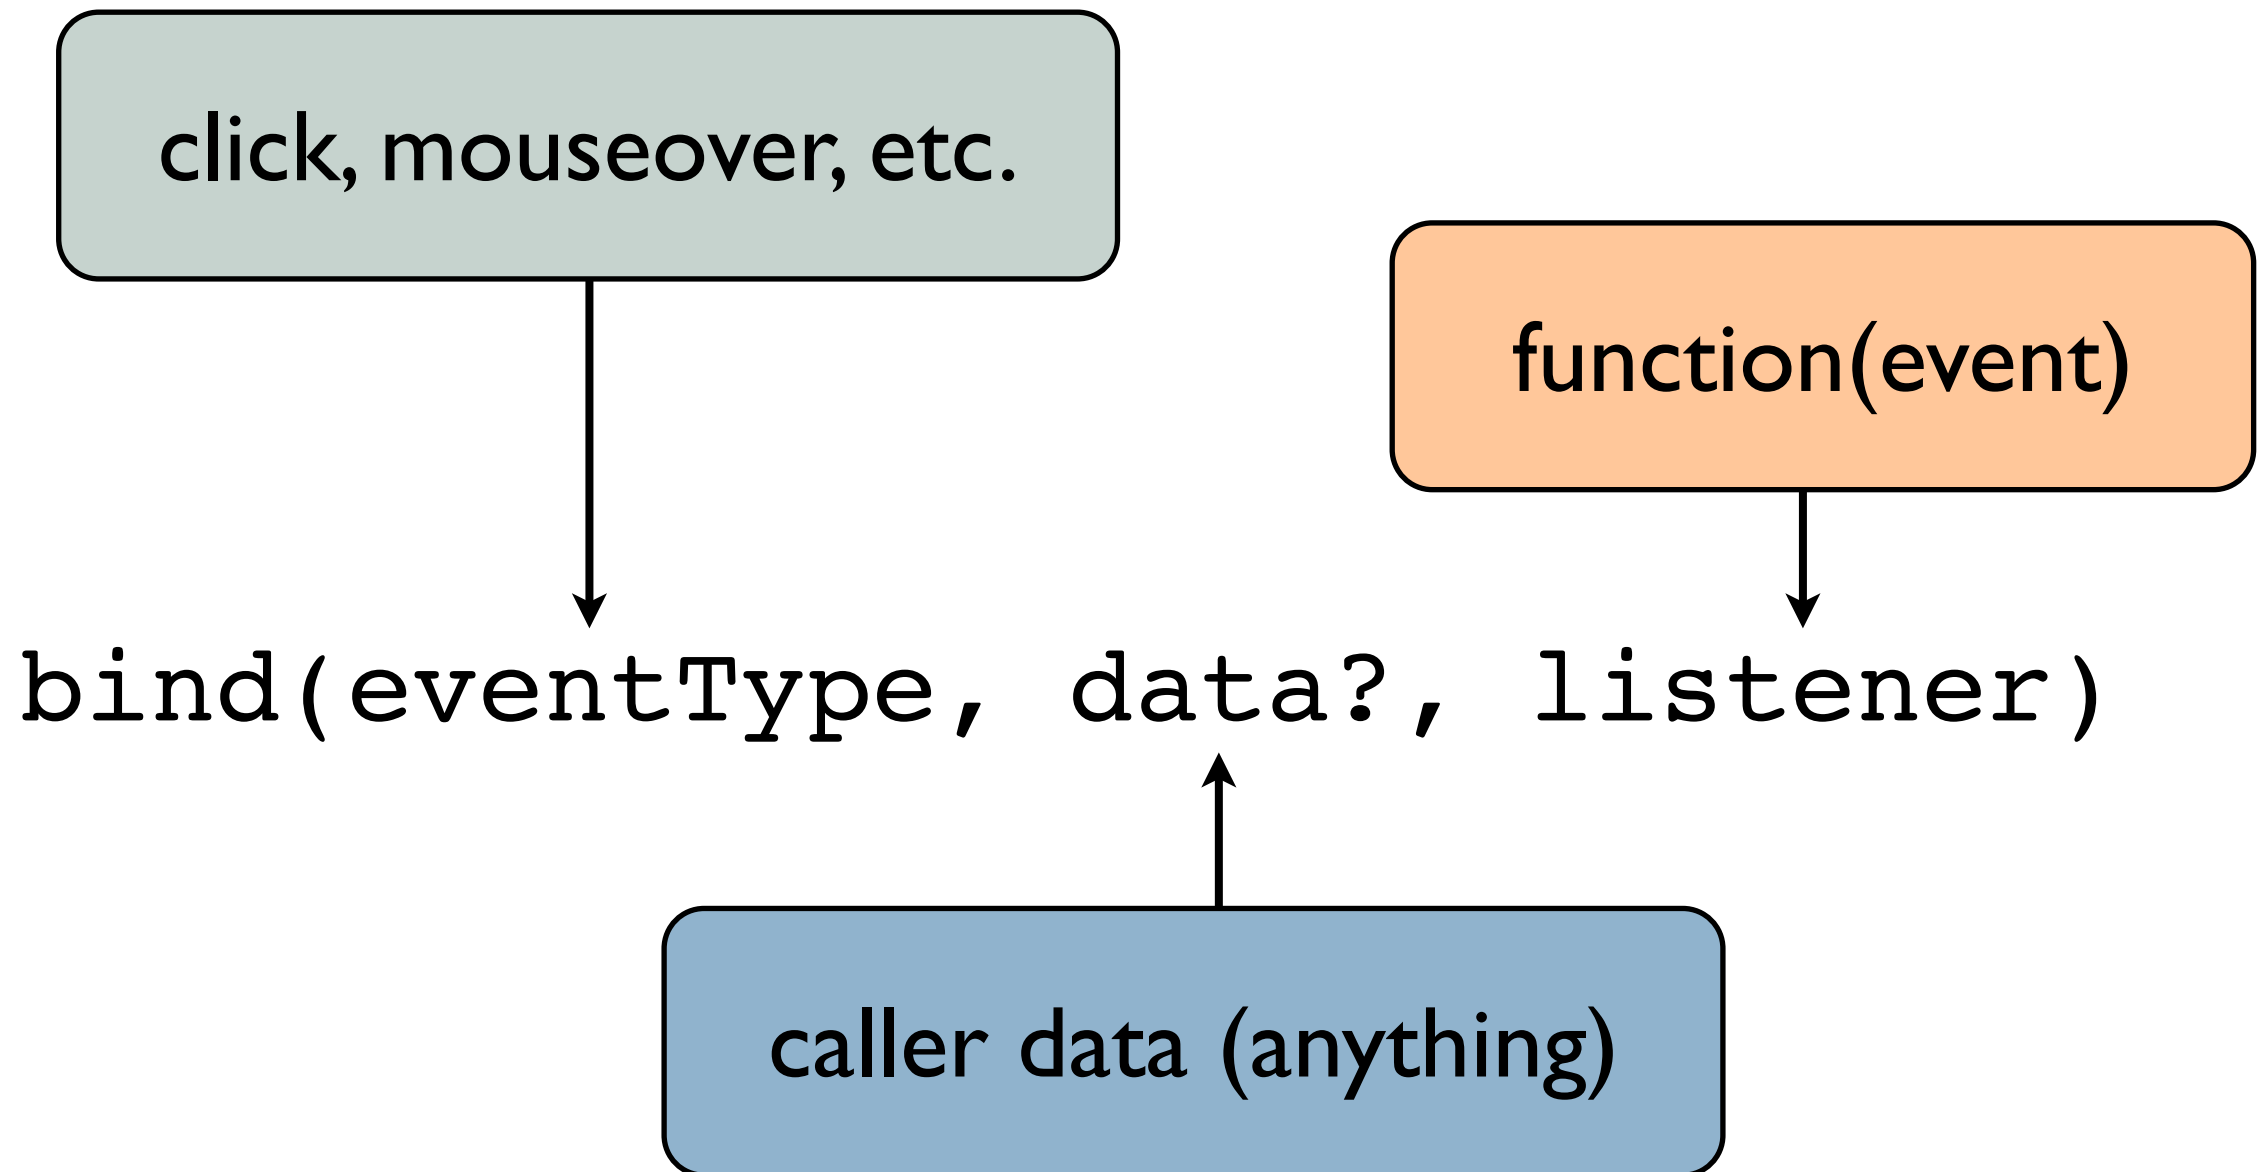 click, mouseover, etc.
function(event)
bind(eventType, data?, listener)
caller data (anything)